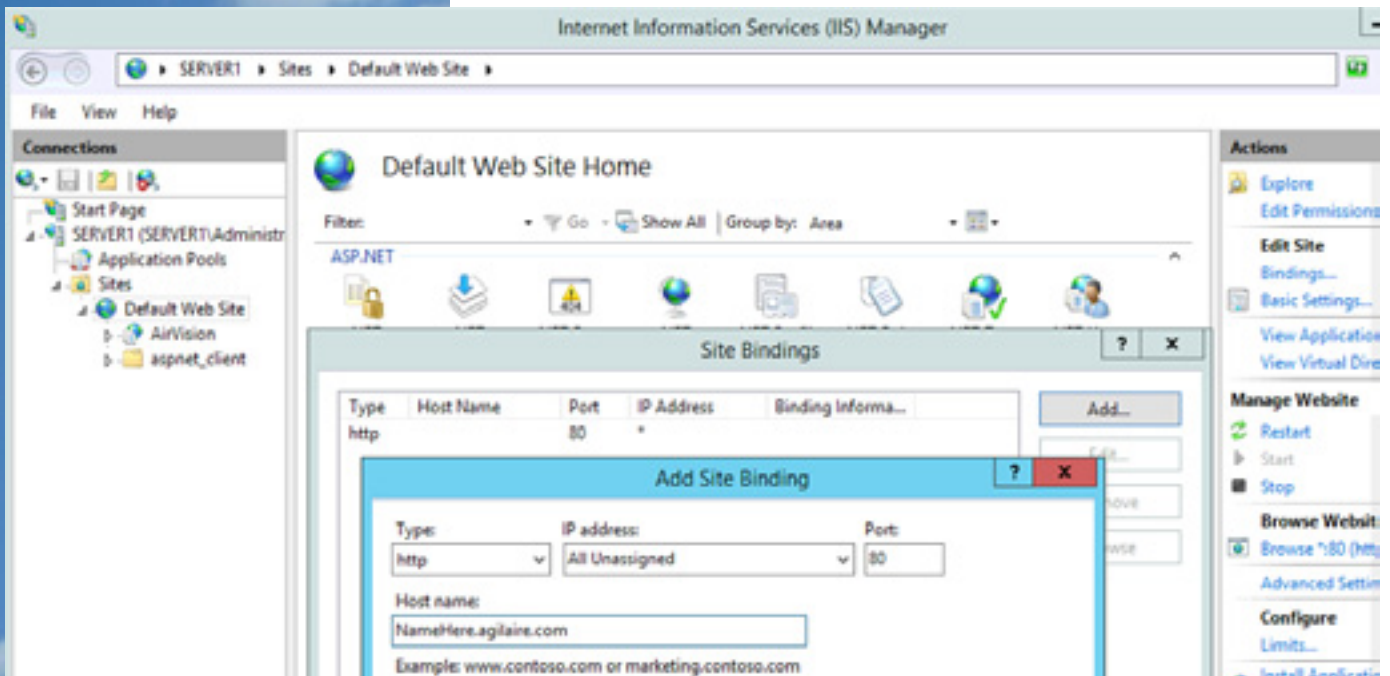 Internet Information Services (IIS) Manager
SERVER1 Sites Default Web Site
File View Help
Connections
Start Page
SERVER1 (SERVER1\Administr
Application Pools
Sites
Default Web Site
AirVision
aspnet_client
Default Web Site Home
Filter: Go Show All Group by: Area
ASP.NET
404
Site Bindings ? x
Type Host Name Port IP Address Binding Informa...
http 80 *
Add...
Edit...
Add Site Binding ? x
Type: IP address: Port:
http All Unassigned 80
Host name:
NameHere.agilaire.com
Example: www.contoso.com or marketing.contoso.com
Actions
Explore
Edit Permissions
Edit Site
Bindings...
Basic Settings...
View Application
View Virtual Dire
Manage Website
Restart
Start
Stop
Browse Websit
Browse *:80 (http
Advanced Settin
Configure
Limits...